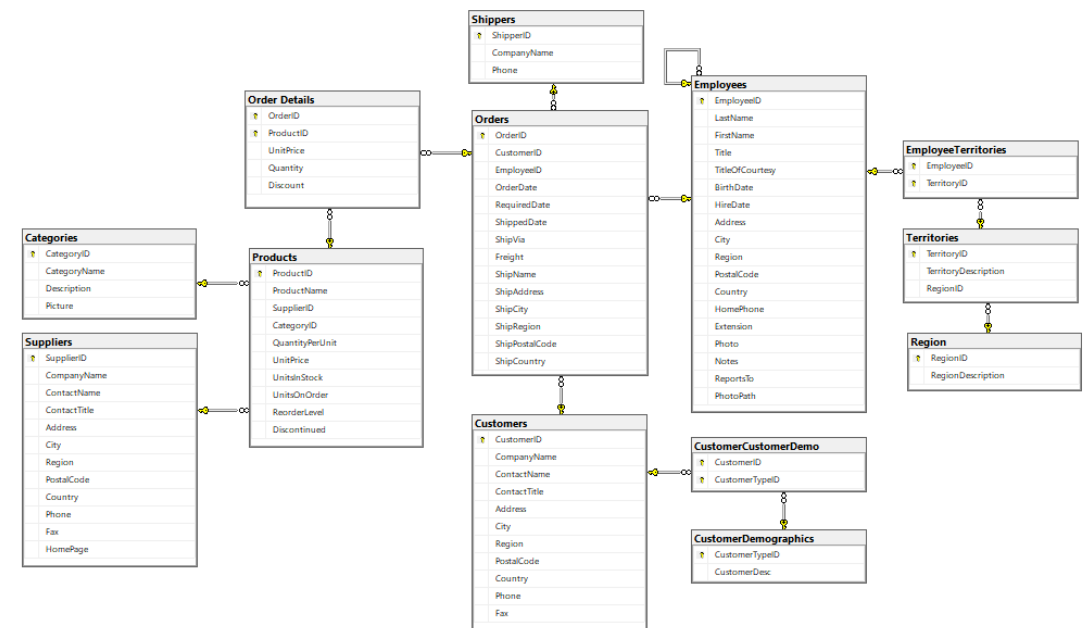 Shippers
ShipperID
CompanyName
Phone
Employees
EmployeeID
LastName
FirstName
Title
TitleOfCourtesy
BirthDate
HireDate
Address
City
Region
PostalCode
Country
HomePhone
Extension
Photo
Notes
ReportsTo
PhotoPath
Order Details
OrderID
ProductID
UnitPrice
Quantity
Discount
Orders
OrderID
CustomerID
EmployeeID
OrderDate
RequiredDate
ShippedDate
ShipVia
Freight
ShipName
ShipAddress
ShipCity
ShipRegion
ShipPostalCode
ShipCountry
EmployeeTerritories
EmployeeID
TerritoryID
Categories
CategoryID
CategoryName
Description
Picture
Products
ProductID
ProductName
SupplierID
CategoryID
QuantityPerUnit
UnitPrice
UnitsInStock
UnitsOnOrder
ReorderLevel
Discontinued
Territories
TerritoryID
TerritoryDescription
RegionID
Suppliers
SupplierID
CompanyName
ContactName
ContactTitle
Address
City
Region
PostalCode
Country
Phone
Fax
HomePage
Region
RegionID
RegionDescription
Customers
CustomerID
CompanyName
ContactName
ContactTitle
Address
City
Region
PostalCode
Country
Phone
Fax
CustomerCustomerDemo
CustomerID
CustomerTypeID
CustomerDemographics
CustomerTypeID
CustomerDesc